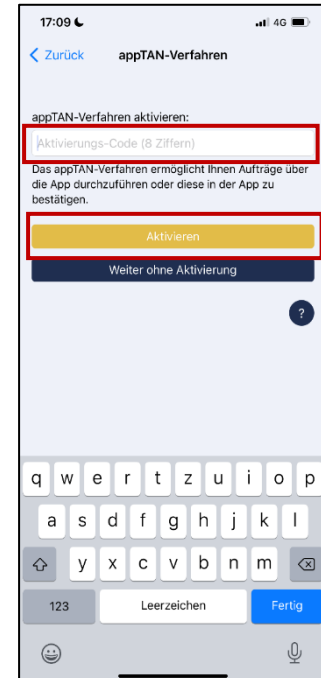 17:09 4G
Zurück appTAN-Verfahren
appTAN-Verfahren aktivieren:
Aktivierungs-Code (8 Ziffern)
Das appTAN-Verfahren ermöglicht Ihnen Aufträge über
die App durchzuführen oder diese in der App zu
bestätigen.
Aktivieren
Weiter ohne Aktivierung
?
q w e r t z u i o p
a s d f g h j k l
y x c v b n m
123 Leerzeichen Fertig